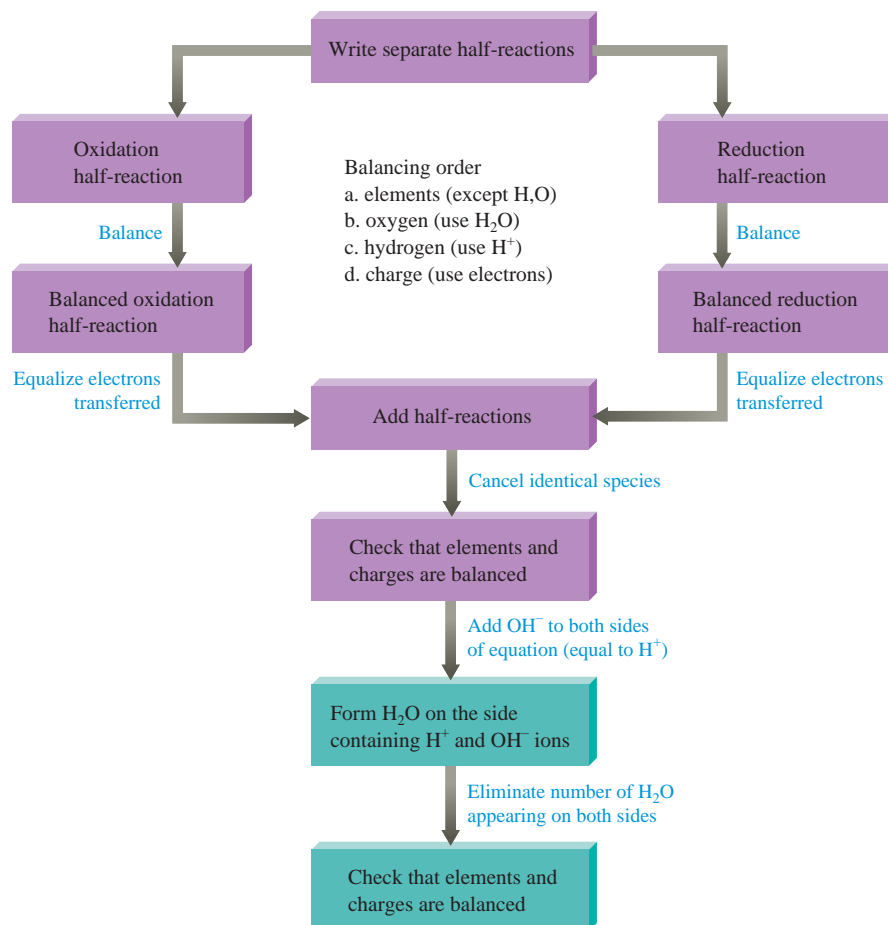 Write separate half-reactions
Oxidation
half-reaction
Balancing order
a. elements (except H,O)
b. oxygen (use H₂O)
c. hydrogen (use H⁺)
d. charge (use electrons)
Reduction
half-reaction
Balance
Balance
Balanced oxidation
half-reaction
Balanced reduction
half-reaction
Equalize electrons
transferred
Equalize electrons
transferred
Add half-reactions
Cancel identical species
Check that elements and
charges are balanced
Add OH⁻ to both sides
of equation (equal to H⁺)
Form H₂O on the side
containing H⁺ and OH⁻ ions
Eliminate number of H₂O
appearing on both sides
Check that elements and
charges are balanced